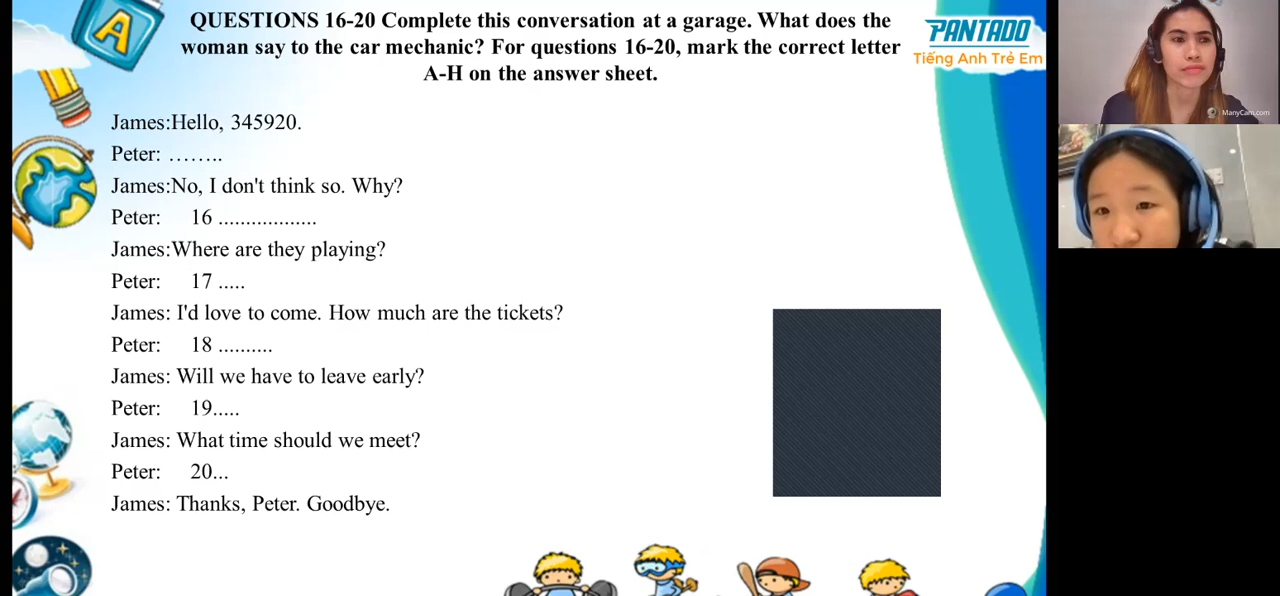 QUESTIONS 16-20 Complete this conversation at a garage. What does the
woman say to the car mechanic? For questions 16-20, mark the correct letter
A-H on the answer sheet.
A
PANTADO
Tiếng Anh Trẻ Em
ManyCam.com
James:Hello, 345920.
Peter: ……..
James:No, I don't think so. Why?
Peter: 16 ..................
James:Where are they playing?
Peter: 17 .....
James: I'd love to come. How much are the tickets?
Peter: 18 ..........
James: Will we have to leave early?
Peter: 19.....
James: What time should we meet?
Peter: 20...
James: Thanks, Peter. Goodbye.